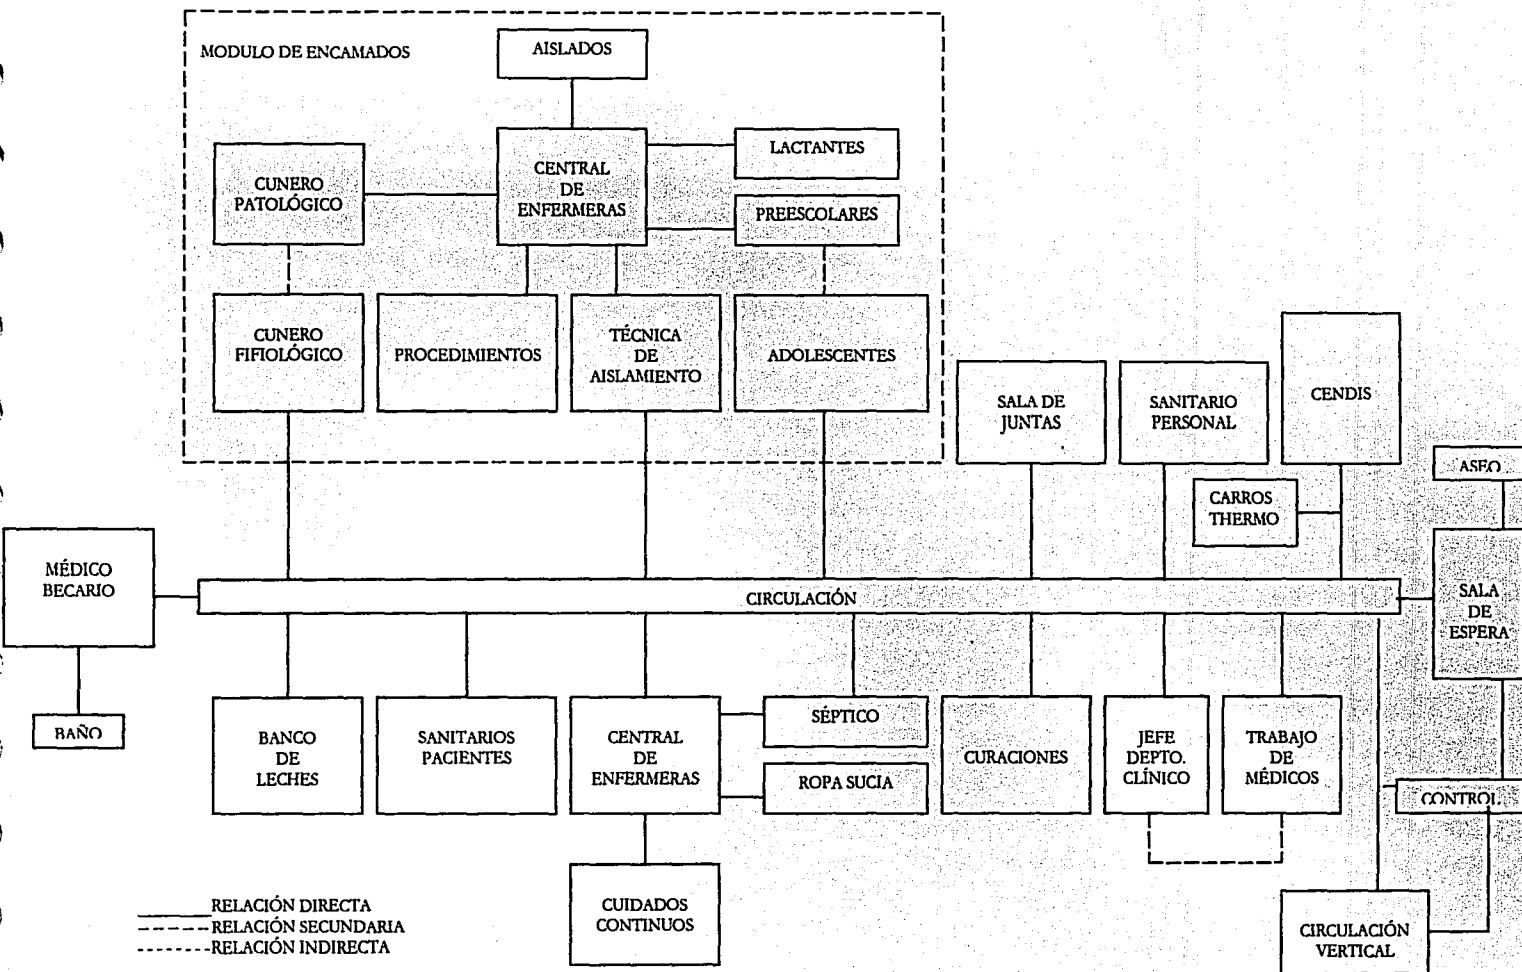 MODULO DE ENCAMADOS
AISLADOS
CUNERO
PATOLÓGICO
CENTRAL
DE
ENFERMERAS
LACTANTES
PREESCOLARES
CUNERO
FIFIOLÓGICO
PROCEDIMIENTOS
TÉCNICA
DE
AISLAMIENTO
ADOLESCENTES
SALA DE
JUNTAS
SANITARIO
PERSONAL
CENDIS
CARROS
THERMO
ASEO
MÉDICO
BECARIO
CIRCULACIÓN
SALA
DE
ESPERA
BAÑO
BANCO
DE
LECHES
SANITARIOS
PACIENTES
CENTRAL
DE
ENFERMERAS
SÉPTICO
ROPA SUCIA
CURACIONES
JEFE
DEPTO.
CLÍNICO
TRABAJO
DE
MÉDICOS
CONTROL
CUIDADOS
CONTINUOS
CIRCULACIÓN
VERTICAL
RELACIÓN DIRECTA
RELACIÓN SECUNDARIA
RELACIÓN INDIRECTA